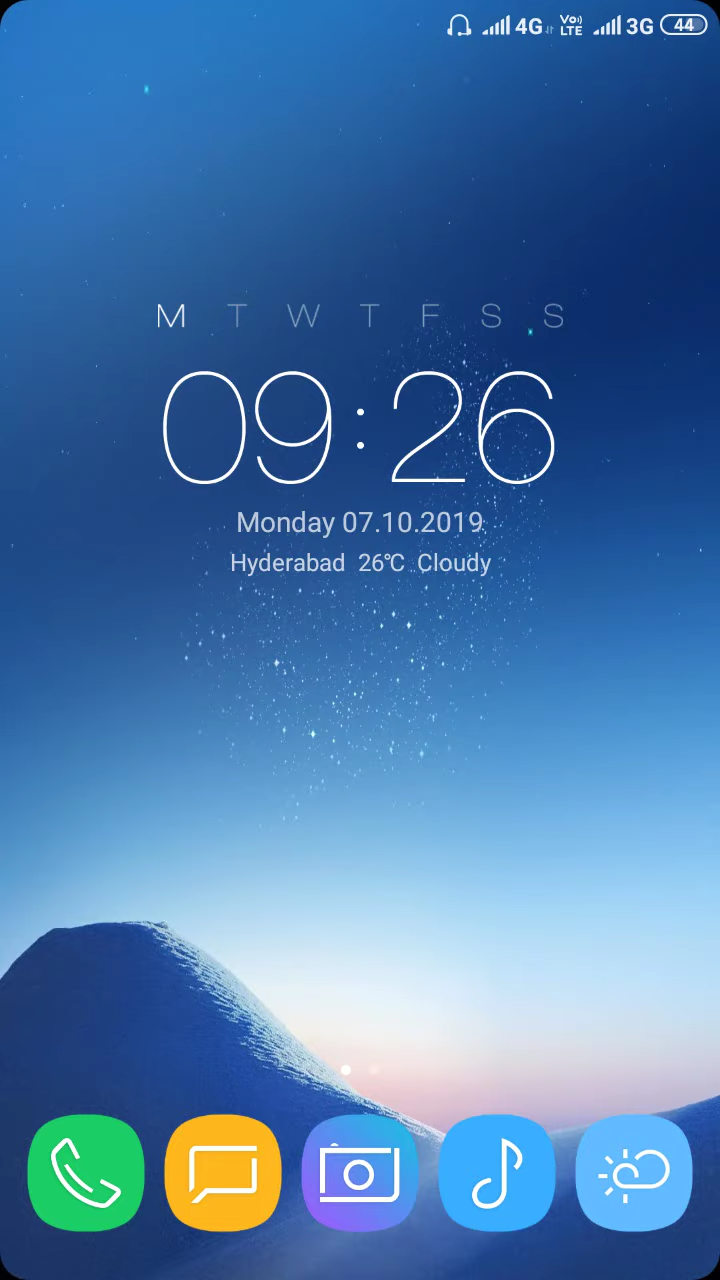 4G VoLTE 3G 44
M T W T F S S
09:26
Monday 07.10.2019
Hyderabad 26℃ Cloudy